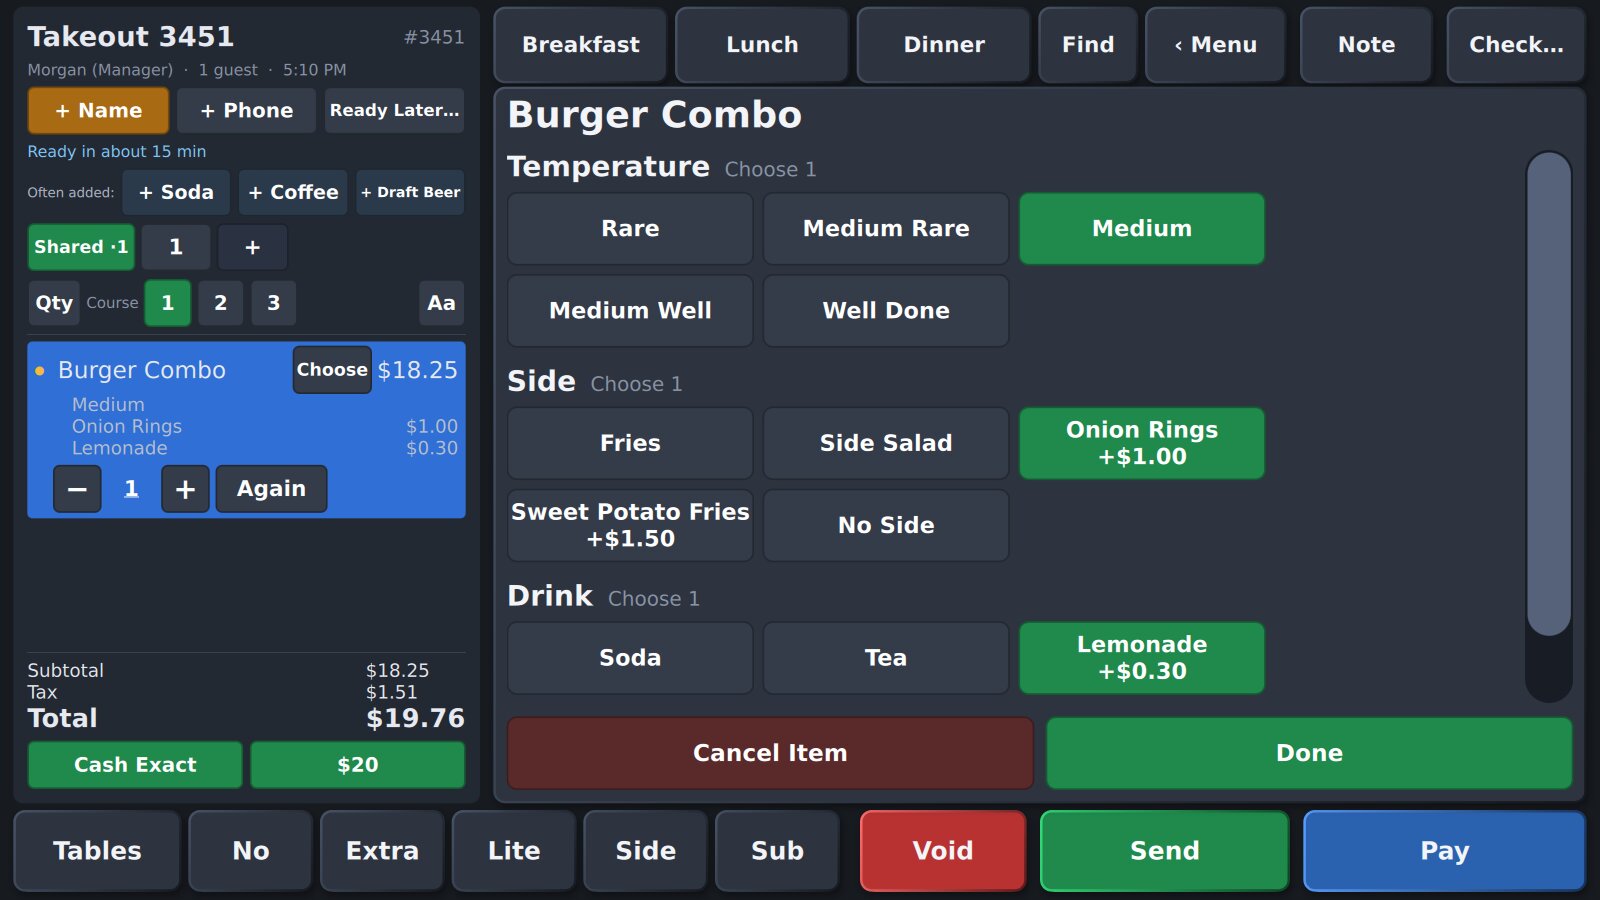 Takeout 3451
#3451
Morgan (Manager) · 1 guest · 5:10 PM
+ Name
+ Phone
Ready Later…
Ready in about 15 min
Often added:
+ Soda
+ Coffee
+ Draft Beer
Shared ·1
1
+
Qty
Course
1
2
3
Aa
Burger Combo
Choose
$18.25
Medium
Onion Rings
$1.00
Lemonade
$0.30
−
1
+
Again
Subtotal
$18.25
Tax
$1.51
Total
$19.76
Cash Exact
$20
Breakfast
Lunch
Dinner
Find
‹ Menu
Note
Check…
Burger Combo
Temperature
Choose 1
Rare
Medium Rare
Medium
Medium Well
Well Done
Side
Choose 1
Fries
Side Salad
Onion Rings
+$1.00
Sweet Potato Fries
+$1.50
No Side
Drink
Choose 1
Soda
Tea
Lemonade
+$0.30
Cancel Item
Done
Tables
No
Extra
Lite
Side
Sub
Void
Send
Pay